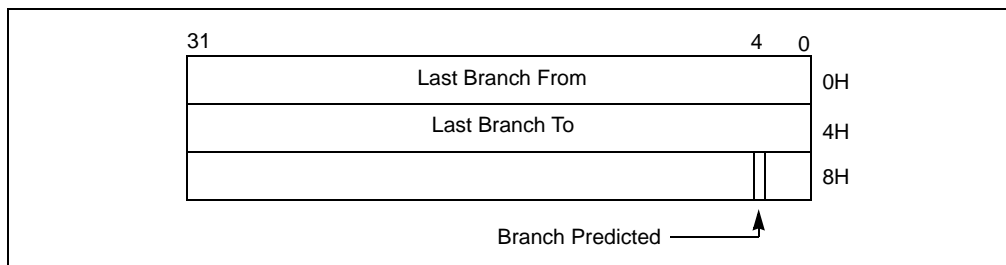 31 4 0
Last Branch From 0H
Last Branch To 4H
8H
Branch Predicted